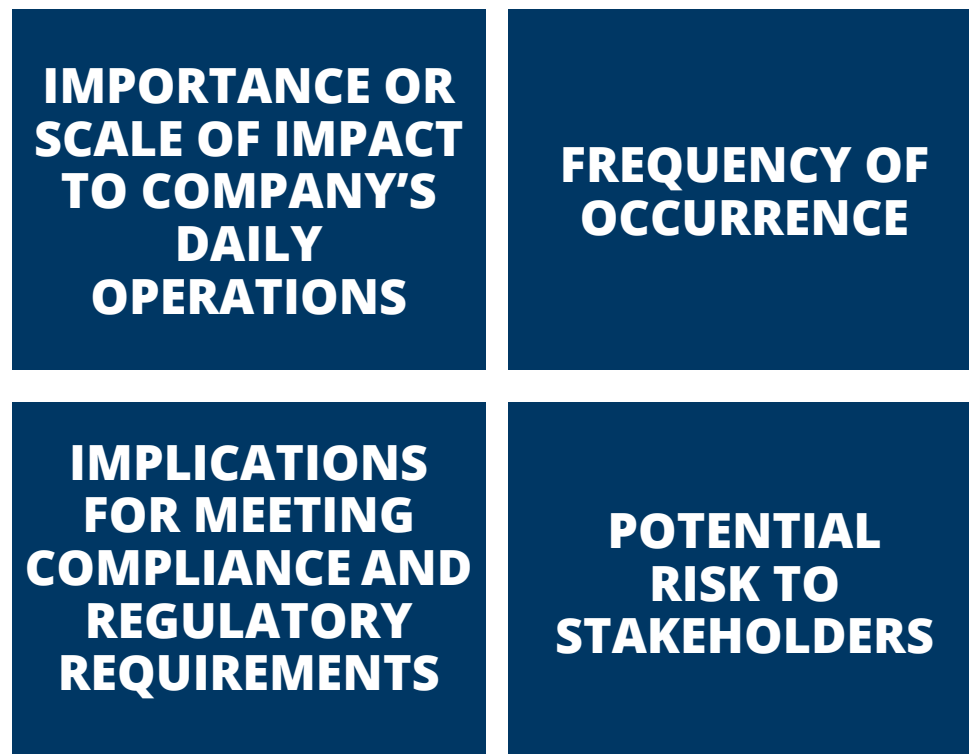 IMPORTANCE OR
SCALE OF IMPACT
TO COMPANY’S
DAILY
OPERATIONS
FREQUENCY OF
OCCURRENCE
IMPLICATIONS
FOR MEETING
COMPLIANCE AND
REGULATORY
REQUIREMENTS
POTENTIAL
RISK TO
STAKEHOLDERS